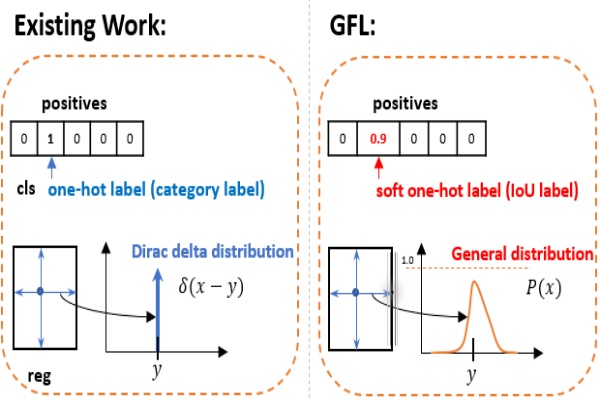 Existing Work:
positives
0 1 0 0 0
cls one-hot label (category label)
Dirac delta distribution
δ(x − y)
y
reg
GFL:
positives
0 0.9 0 0 0
soft one-hot label (IoU label)
General distribution
1.0
P(x)
y